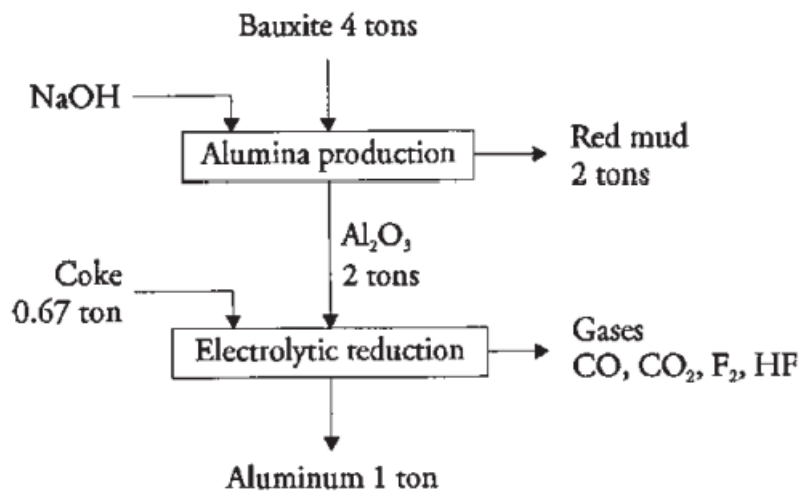 Bauxite 4 tons
NaOH
Alumina production
Red mud
2 tons
Al₂O₃
2 tons
Coke
0.67 ton
Electrolytic reduction
Gases
CO, CO₂, F₂, HF
Aluminum 1 ton